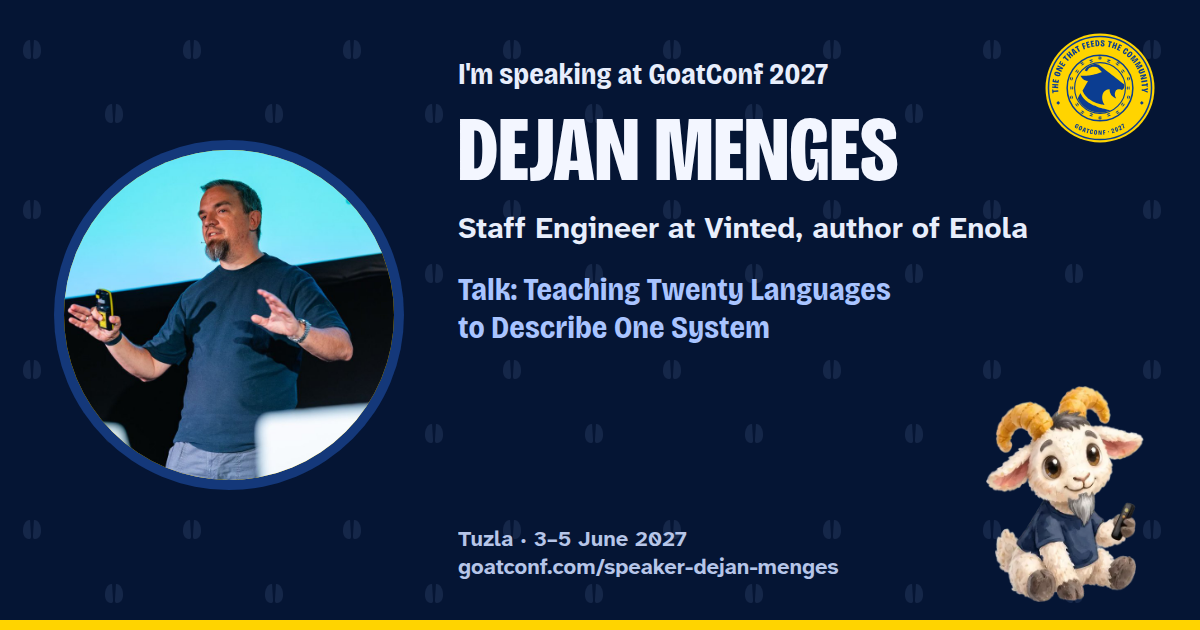 I'm speaking at GoatConf 2027
DEJAN MENGES
Staff Engineer at Vinted, author of Enola
Talk: Teaching Twenty Languages
to Describe One System
Tuzla · 3–5 June 2027
goatconf.com/speaker-dejan-menges
THE ONE THAT FEEDS THE COMMUNITY
GOATCONF · 2027